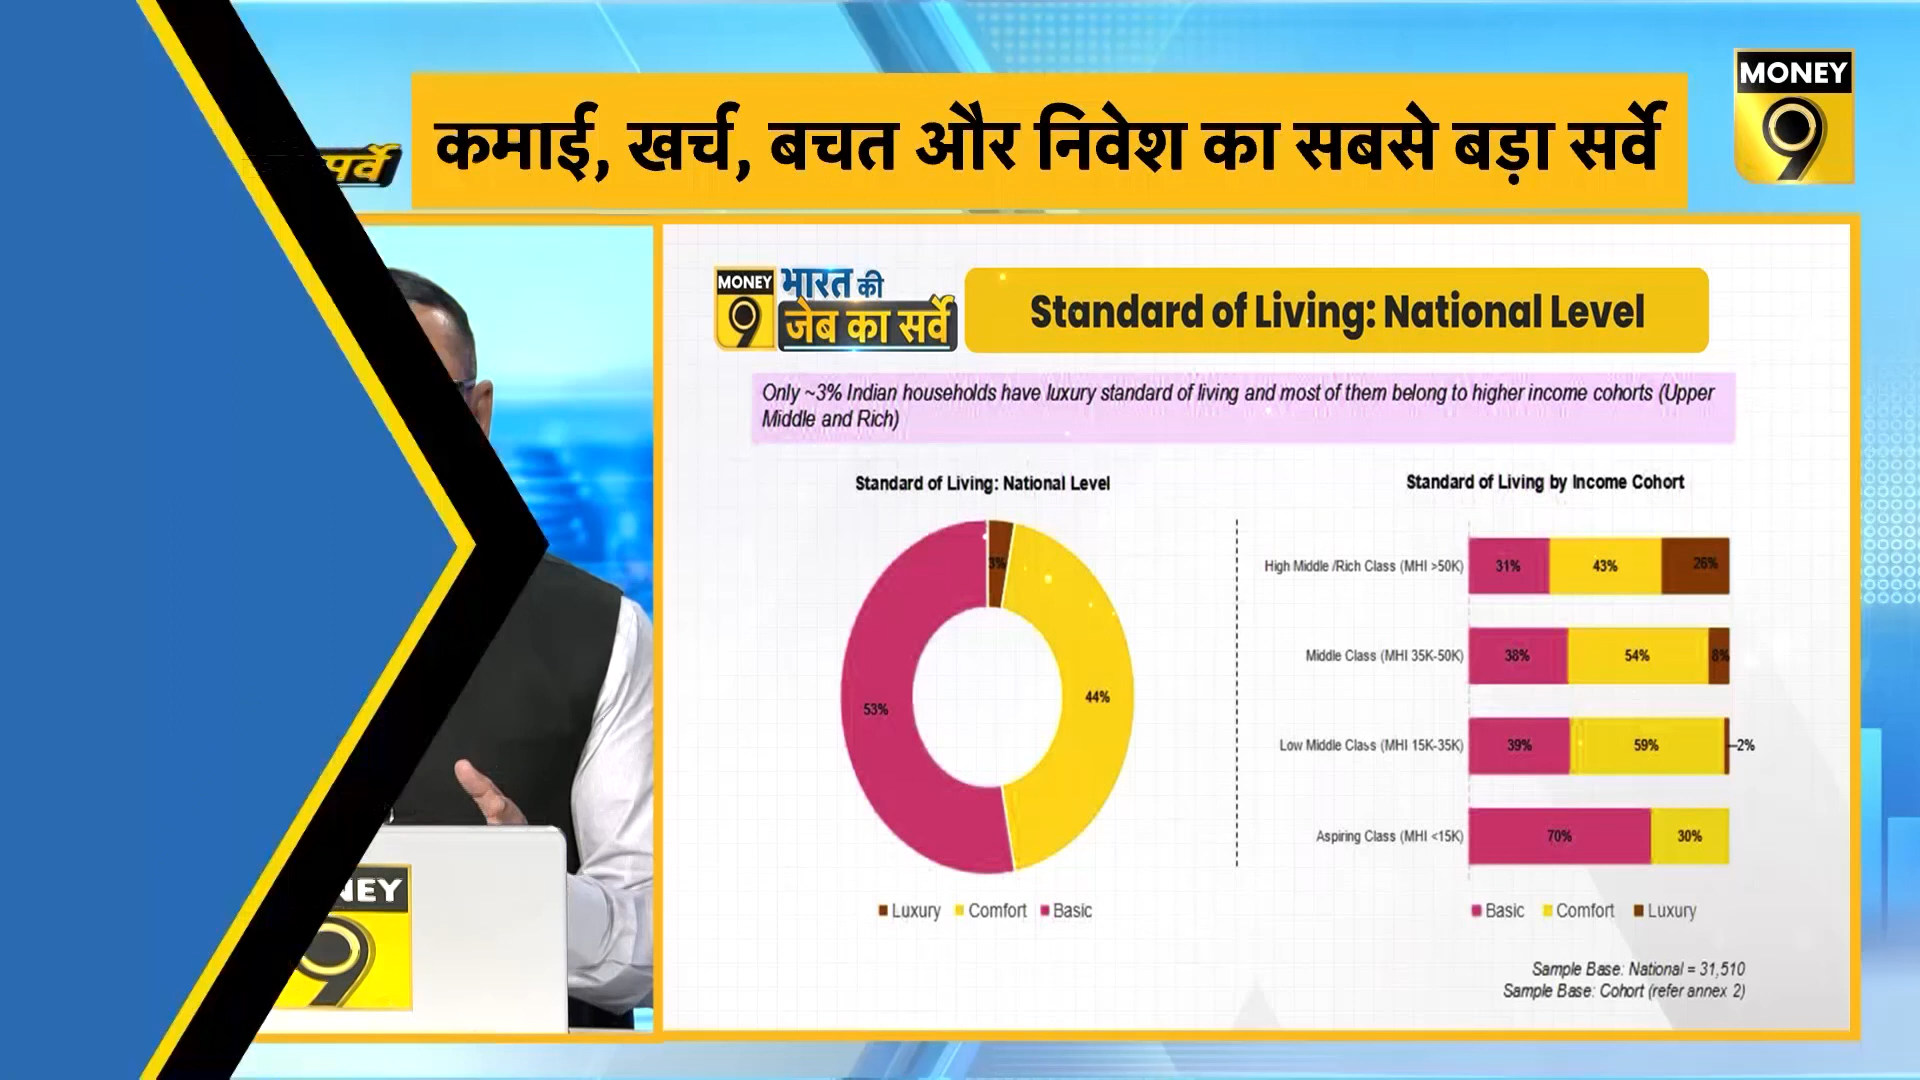 कमाई, खर्च, बचत और निवेश का सबसे बड़ा सर्वे
MONEY
9
सर्वे
MONEY
9
भारत की
जेब का सर्वे
Standard of Living: National Level
Only ~3% Indian households have luxury standard of living and most of them belong to higher income cohorts (Upper
Middle and Rich)
Standard of Living: National Level
3%
44%
53%
Luxury Comfort Basic
Standard of Living by Income Cohort
High Middle /Rich Class (MHI >50K) 31% 43% 26%
Middle Class (MHI 35K-50K) 38% 54% 8%
Low Middle Class (MHI 15K-35K) 39% 59% 2%
Aspiring Class (MHI <15K) 70% 30%
Basic Comfort Luxury
Sample Base: National = 31,510
Sample Base: Cohort (refer annex 2)
NEY
9